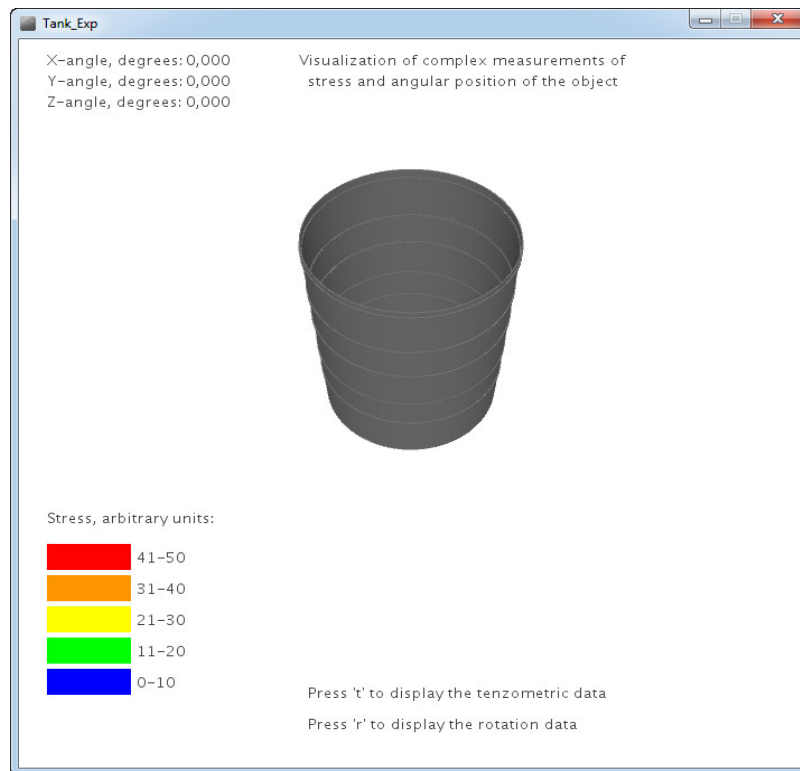 Tank_Exp
X-angle, degrees: 0,000
Y-angle, degrees: 0,000
Z-angle, degrees: 0,000
Visualization of complex measurements of
stress and angular position of the object
Stress, arbitrary units:
41-50
31-40
21-30
11-20
0-10
Press 't' to display the tenzometric data
Press 'r' to display the rotation data